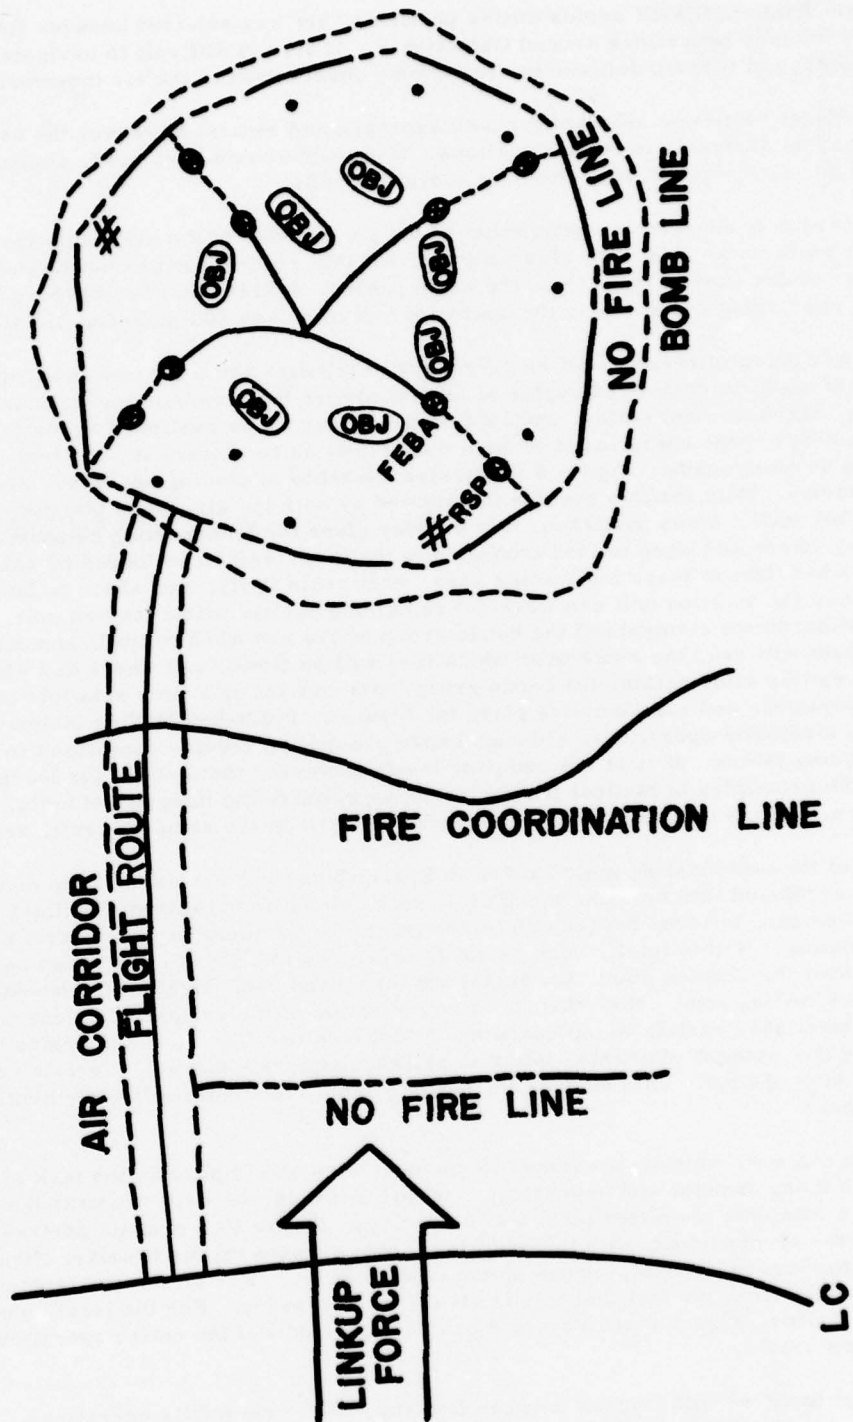 OBJ
OBJ
OBJ
OBJ
OBJ
OBJ
OBJ
NO FIRE LINE
BOMB LINE
FEBA
RSP
FIRE COORDINATION LINE
AIR CORRIDOR
FLIGHT ROUTE
NO FIRE LINE
LINKUP
FORCE
LC